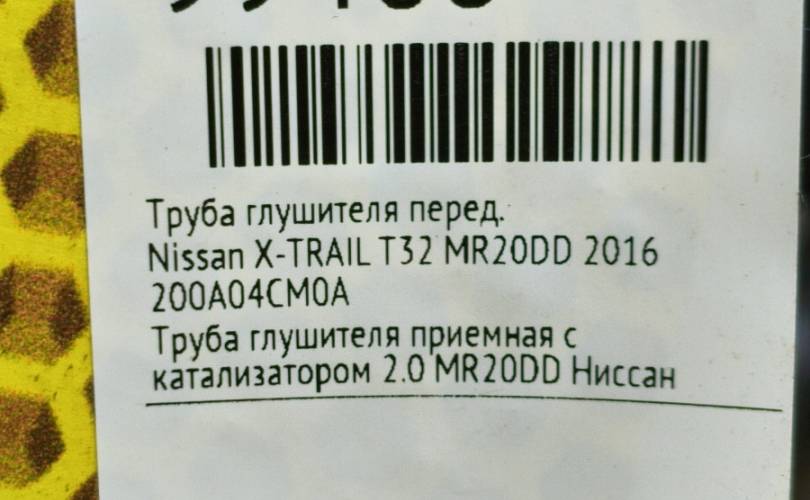 Труба глушителя перед.
Nissan X-TRAIL T32 MR20DD 2016
200A04CM0A
Труба глушителя приемная с
катализатором 2.0 MR20DD Ниссан